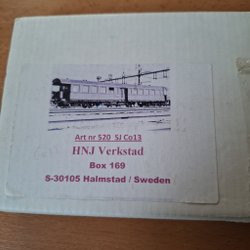 Art nr 520 SJ Co13
HNJ Verkstad
Box 169
S-30105 Halmstad / Sweden